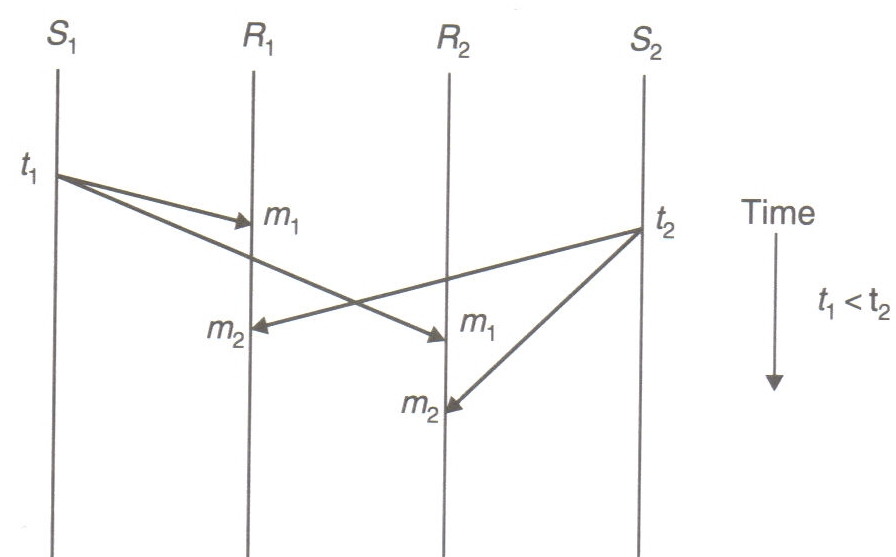 S₁ R₁ R₂ S₂
t₁
m₁
t₂
Time
t₁ < t₂
m₂
m₁
m₂